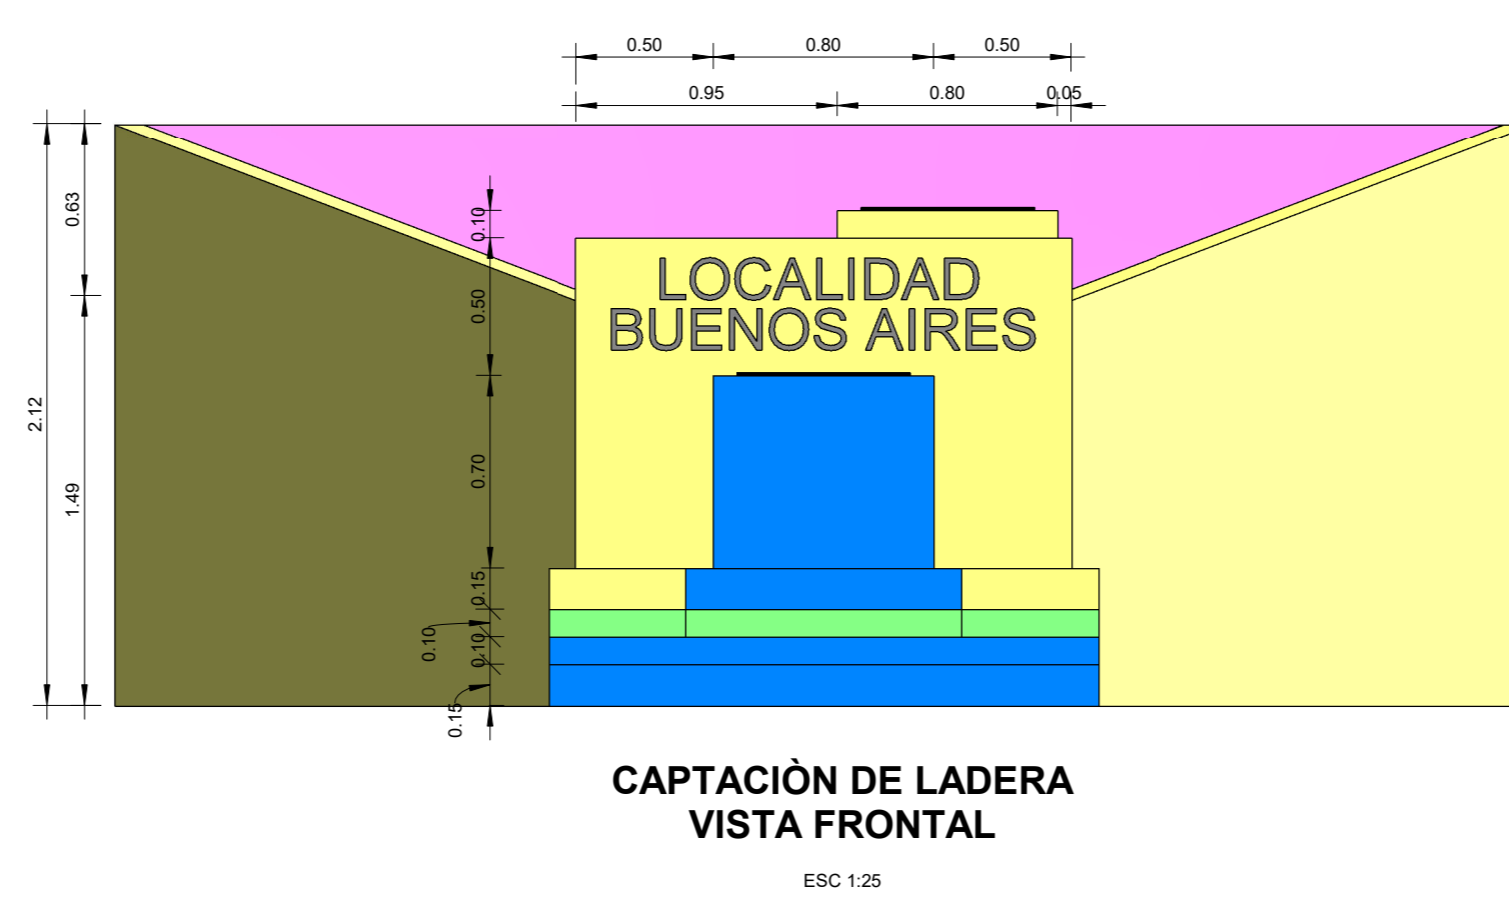 0.50 0.80 0.50
0.95 0.80 0.05
0.63
0.10
LOCALIDAD
BUENOS AIRES
0.50
2.12
0.70
1.49
0.15
0.10
0.10
0.15
CAPTACIÒN DE LADERA
VISTA FRONTAL
ESC 1:25